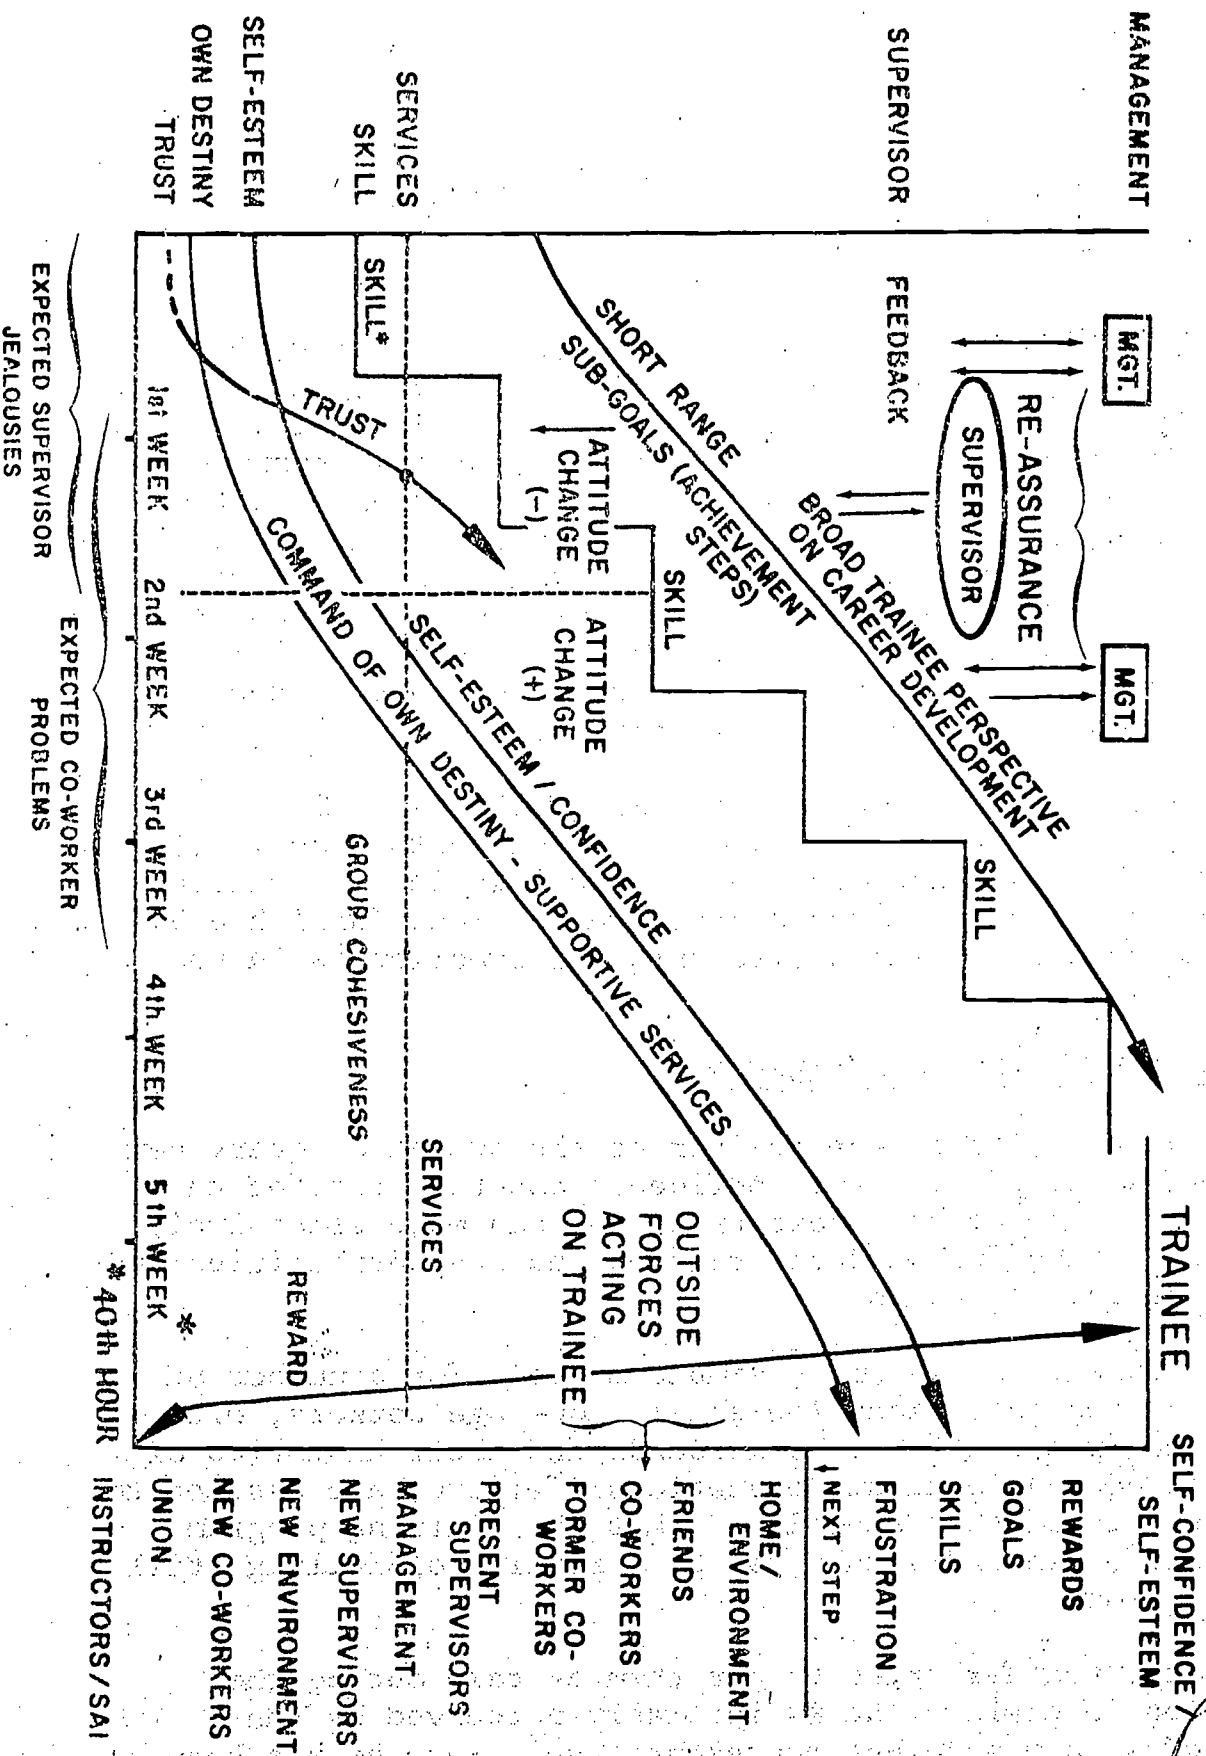 MANAGEMENT
SUPERVISOR
SERVICES
SKILL
SELF-ESTEEM
OWN DESTINY
TRUST
MGT.
RE-ASSURANCE
SUPERVISOR
FEEDBACK
MGT.
SHORT RANGE
SUB-GOALS (ACHIEVEMENT
STEPS)
BROAD TRAINEE PERSPECTIVE
ON CAREER DEVELOPMENT
SKILL*
TRUST
ATTITUDE
CHANGE
(-)
SKILL
ATTITUDE
CHANGE
(+)
SKILL
SELF-ESTEEM / CONFIDENCE
COMMAND OF OWN DESTINY - SUPPORTIVE SERVICES
GROUP COHESIVENESS
SERVICES
OUTSIDE
FORCES
ACTING
ON TRAINEE
REWARD
TRAINEE
1st WEEK
2nd WEEK
3rd WEEK
4th. WEEK
5th WEEK *
* 40th HOUR
EXPECTED SUPERVISOR
JEALOUSIES
EXPECTED CO-WORKER
PROBLEMS
SELF-CONFIDENCE /
SELF-ESTEEM
REWARDS
GOALS
SKILLS
FRUSTRATION
NEXT STEP
HOME /
ENVIRONMENT
FRIENDS
CO-WORKERS
FORMER CO-
WORKERS
PRESENT
SUPERVISORS
MANAGEMENT
NEW SUPERVISORS
NEW ENVIRONMENT
NEW CO-WORKERS
UNION
INSTRUCTORS / SAI